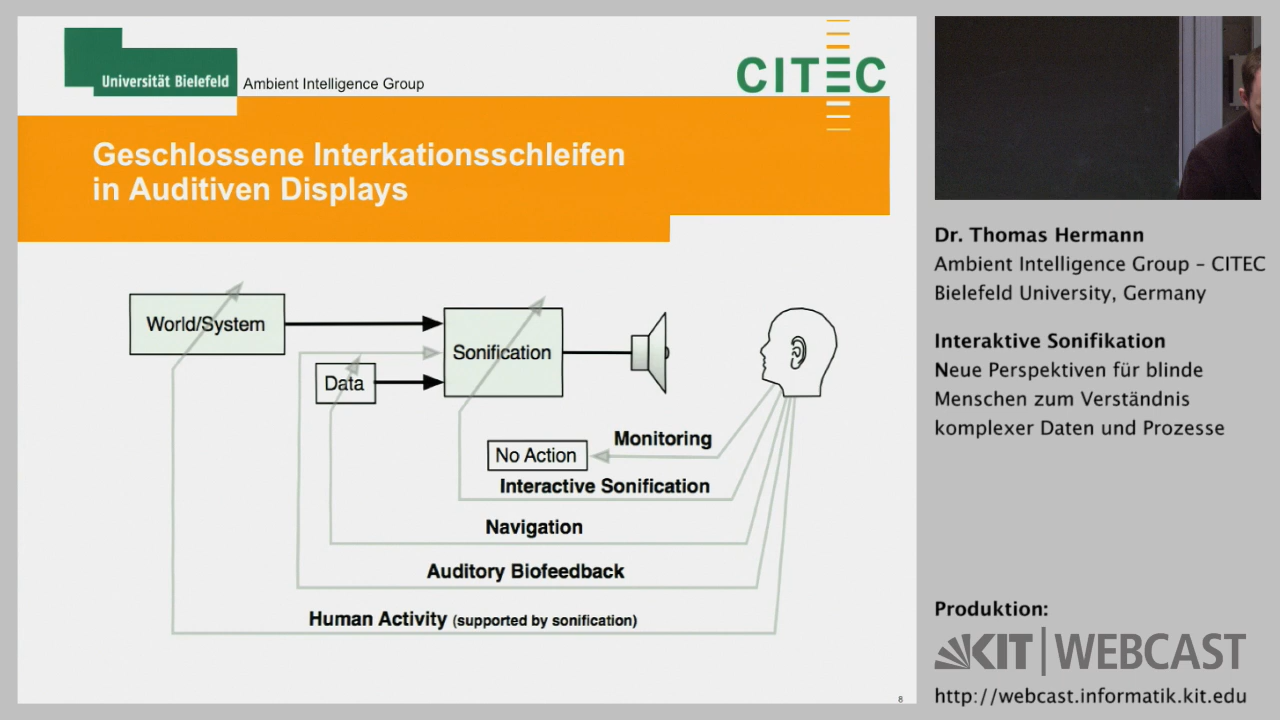 Universität Bielefeld
Ambient Intelligence Group
CITEC
Geschlossene Interkationsschleifen
in Auditiven Displays
World/System
Sonification
Data
Monitoring
No Action
Interactive Sonification
Navigation
Auditory Biofeedback
Human Activity (supported by sonification)
8
Dr. Thomas Hermann
Ambient Intelligence Group – CITEC
Bielefeld University, Germany
Interaktive Sonifikation
Neue Perspektiven für blinde
Menschen zum Verständnis
komplexer Daten und Prozesse
Produktion:
KIT WEBCAST
http://webcast.informatik.kit.edu